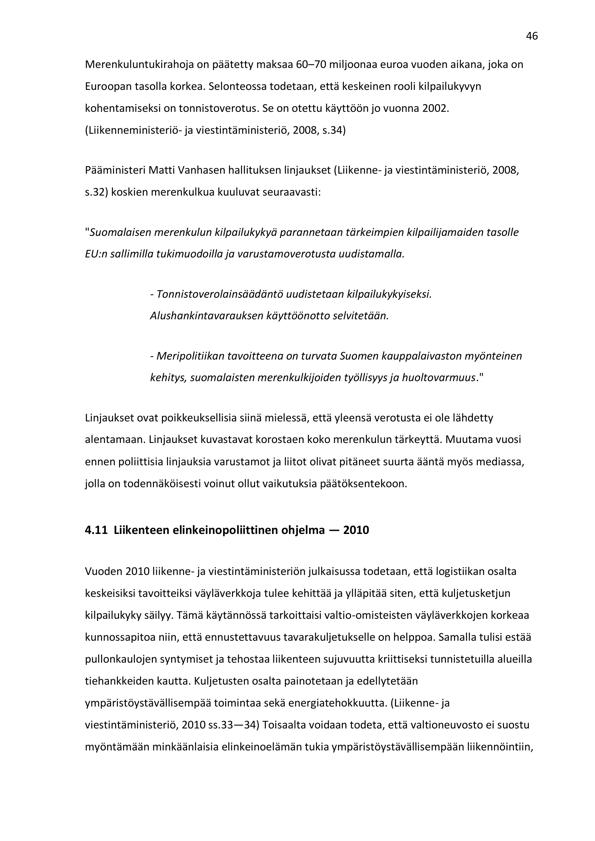 46
Merenkuluntukirahoja on päätetty maksaa 60–70 miljoonaa euroa vuoden aikana, joka on
Euroopan tasolla korkea. Selonteossa todetaan, että keskeinen rooli kilpailukyvyn
kohentamiseksi on tonnistoverotus. Se on otettu käyttöön jo vuonna 2002.
(Liikenneministeriö- ja viestintäministeriö, 2008, s.34)
Pääministeri Matti Vanhasen hallituksen linjaukset (Liikenne- ja viestintäministeriö, 2008,
s.32) koskien merenkulkua kuuluvat seuraavasti:
"Suomalaisen merenkulun kilpailukykyä parannetaan tärkeimpien kilpailijamaiden tasolle
EU:n sallimilla tukimuodoilla ja varustamoverotusta uudistamalla.
- Tonnistoverolainsäädäntö uudistetaan kilpailukykyiseksi.
Alushankintavarauksen käyttöönotto selvitetään.
- Meripolitiikan tavoitteena on turvata Suomen kauppalaivaston myönteinen
kehitys, suomalaisten merenkulkijoiden työllisyys ja huoltovarmuus."
Linjaukset ovat poikkeuksellisia siinä mielessä, että yleensä verotusta ei ole lähdetty
alentamaan. Linjaukset kuvastavat korostaen koko merenkulun tärkeyttä. Muutama vuosi
ennen poliittisia linjauksia varustamot ja liitot olivat pitäneet suurta ääntä myös mediassa,
jolla on todennäköisesti voinut ollut vaikutuksia päätöksentekoon.
4.11 Liikenteen elinkeinopoliittinen ohjelma — 2010
Vuoden 2010 liikenne- ja viestintäministeriön julkaisussa todetaan, että logistiikan osalta
keskeisiksi tavoitteiksi väyläverkkoja tulee kehittää ja ylläpitää siten, että kuljetusketjun
kilpailukyky säilyy. Tämä käytännössä tarkoittaisi valtio-omisteisten väyläverkkojen korkeaa
kunnossapitoa niin, että ennustettavuus tavarakuljetukselle on helppoa. Samalla tulisi estää
pullonkaulojen syntymiset ja tehostaa liikenteen sujuvuutta kriittiseksi tunnistetuilla alueilla
tiehankkeiden kautta. Kuljetusten osalta painotetaan ja edellytetään
ympäristöystävällisempää toimintaa sekä energiatehokkuutta. (Liikenne- ja
viestintäministeriö, 2010 ss.33—34) Toisaalta voidaan todeta, että valtioneuvosto ei suostu
myöntämään minkäänlaisia elinkeinoelämän tukia ympäristöystävällisempään liikennöintiin,